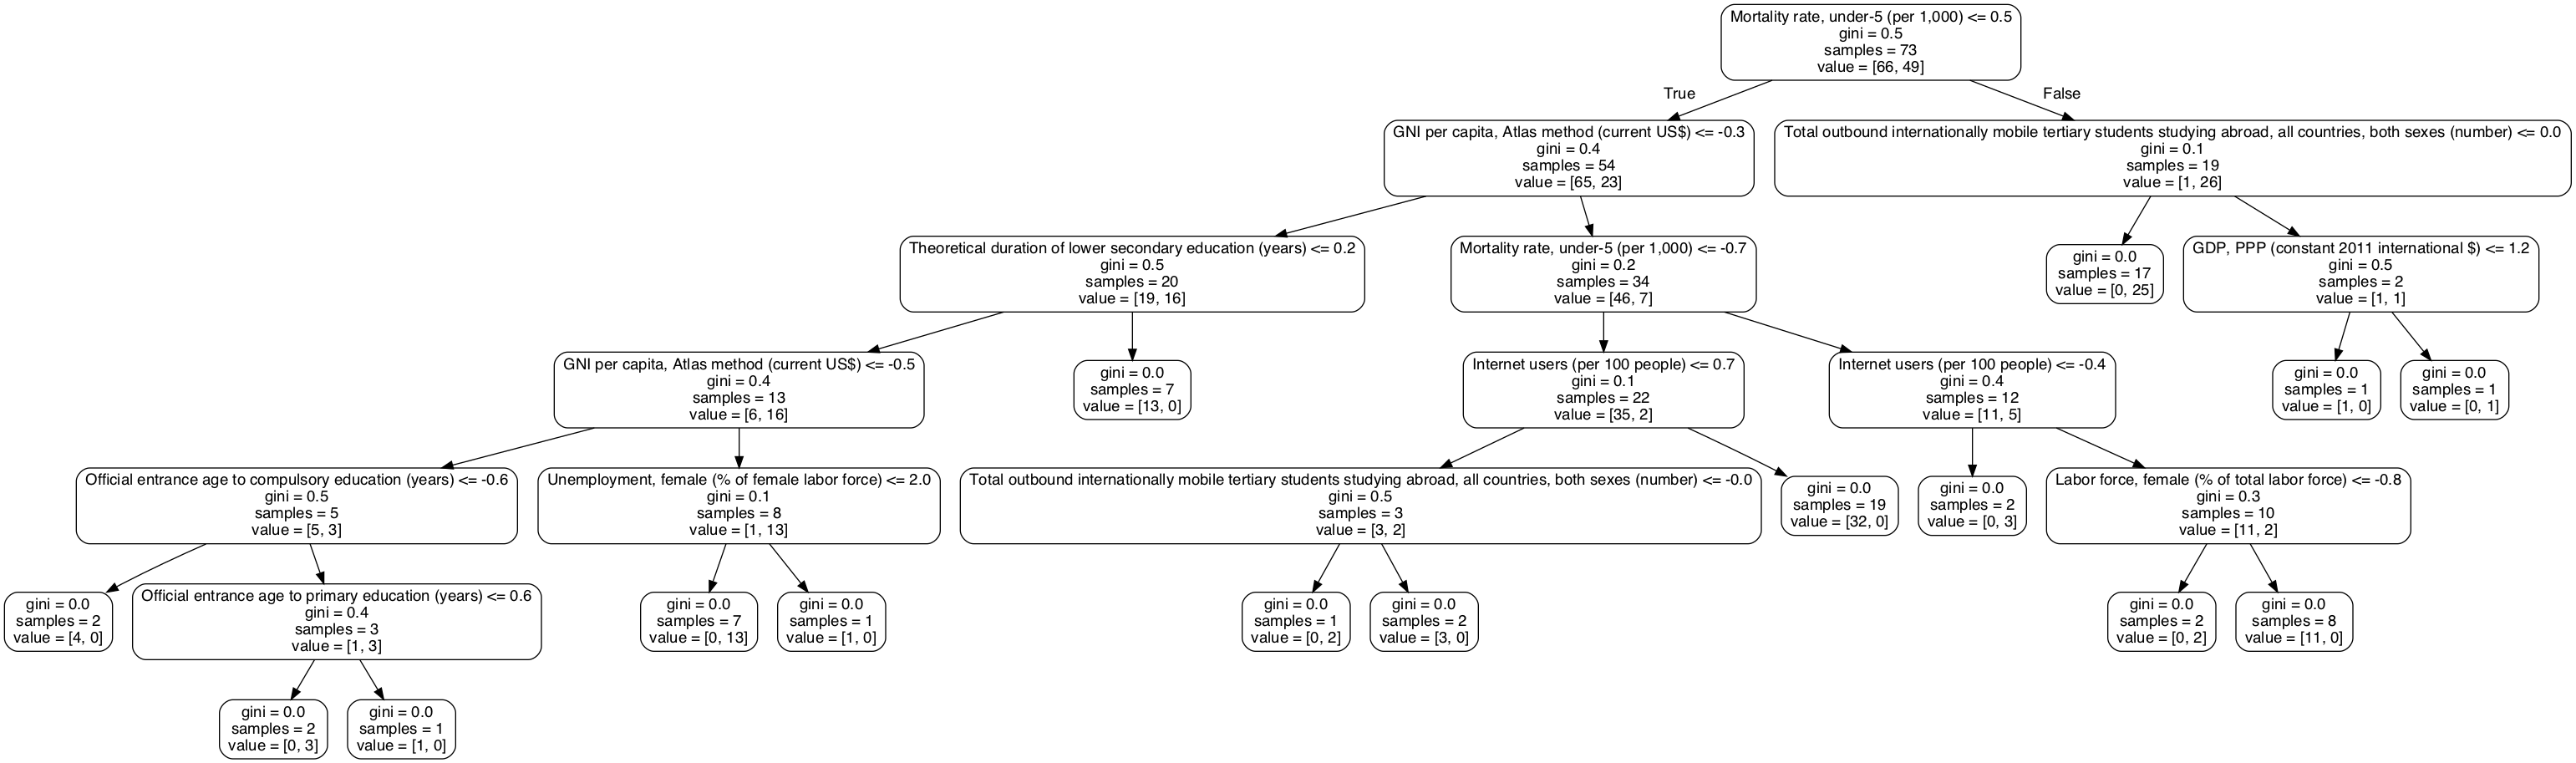 Mortality rate, under-5 (per 1,000) <= 0.5
gini = 0.5
samples = 73
value = [66, 49]
True
False
GNI per capita, Atlas method (current US$) <= -0.3
gini = 0.4
samples = 54
value = [65, 23]
Total outbound internationally mobile tertiary students studying abroad, all countries, both sexes (number) <= 0.0
gini = 0.1
samples = 19
value = [1, 26]
Theoretical duration of lower secondary education (years) <= 0.2
gini = 0.5
samples = 20
value = [19, 16]
Mortality rate, under-5 (per 1,000) <= -0.7
gini = 0.2
samples = 34
value = [46, 7]
gini = 0.0
samples = 17
value = [0, 25]
GDP, PPP (constant 2011 international $) <= 1.2
gini = 0.5
samples = 2
value = [1, 1]
GNI per capita, Atlas method (current US$) <= -0.5
gini = 0.4
samples = 13
value = [6, 16]
gini = 0.0
samples = 7
value = [13, 0]
Internet users (per 100 people) <= 0.7
gini = 0.1
samples = 22
value = [35, 2]
Internet users (per 100 people) <= -0.4
gini = 0.4
samples = 12
value = [11, 5]
gini = 0.0
samples = 1
value = [1, 0]
gini = 0.0
samples = 1
value = [0, 1]
Official entrance age to compulsory education (years) <= -0.6
gini = 0.5
samples = 5
value = [5, 3]
Unemployment, female (% of female labor force) <= 2.0
gini = 0.1
samples = 8
value = [1, 13]
Total outbound internationally mobile tertiary students studying abroad, all countries, both sexes (number) <= -0.0
gini = 0.5
samples = 3
value = [3, 2]
gini = 0.0
samples = 19
value = [32, 0]
gini = 0.0
samples = 2
value = [0, 3]
Labor force, female (% of total labor force) <= -0.8
gini = 0.3
samples = 10
value = [11, 2]
gini = 0.0
samples = 2
value = [4, 0]
Official entrance age to primary education (years) <= 0.6
gini = 0.4
samples = 3
value = [1, 3]
gini = 0.0
samples = 7
value = [0, 13]
gini = 0.0
samples = 1
value = [1, 0]
gini = 0.0
samples = 1
value = [0, 2]
gini = 0.0
samples = 2
value = [3, 0]
gini = 0.0
samples = 2
value = [0, 2]
gini = 0.0
samples = 8
value = [11, 0]
gini = 0.0
samples = 2
value = [0, 3]
gini = 0.0
samples = 1
value = [1, 0]